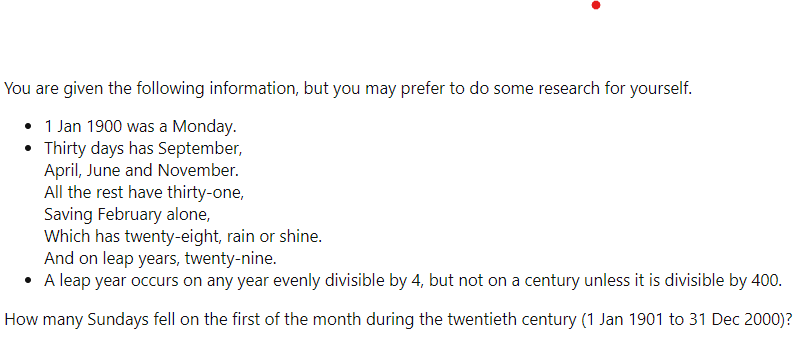 You are given the following information, but you may prefer to do some research for yourself.
• 1 Jan 1900 was a Monday.
• Thirty days has September,
April, June and November.
All the rest have thirty-one,
Saving February alone,
Which has twenty-eight, rain or shine.
And on leap years, twenty-nine.
• A leap year occurs on any year evenly divisible by 4, but not on a century unless it is divisible by 400.
How many Sundays fell on the first of the month during the twentieth century (1 Jan 1901 to 31 Dec 2000)?